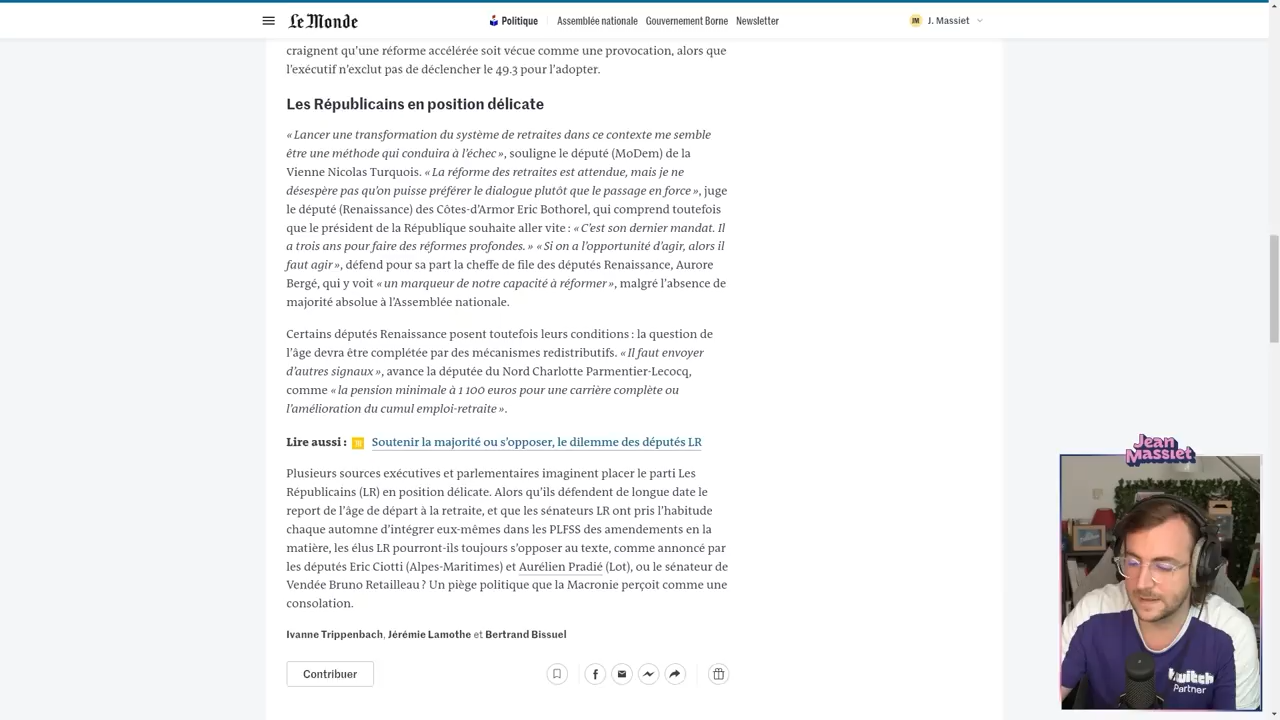 Le Monde
Politique
Assemblée nationale
Gouvernement Borne
Newsletter
JM
J. Massiet
craignent qu’une réforme accélérée soit vécue comme une provocation, alors que
l’exécutif n’exclut pas de déclencher le 49.3 pour l’adopter.
Les Républicains en position délicate
« Lancer une transformation du système de retraites dans ce contexte me semble
être une méthode qui conduira à l’échec », souligne le député (MoDem) de la
Vienne Nicolas Turquois. « La réforme des retraites est attendue, mais je ne
désespère pas qu’on puisse préférer le dialogue plutôt que le passage en force », juge
le député (Renaissance) des Côtes-d’Armor Eric Bothorel, qui comprend toutefois
que le président de la République souhaite aller vite : « C’est son dernier mandat. Il
a trois ans pour faire des réformes profondes. » « Si on a l’opportunité d’agir, alors il
faut agir », défend pour sa part la cheffe de file des députés Renaissance, Aurore
Bergé, qui y voit « un marqueur de notre capacité à réformer », malgré l’absence de
majorité absolue à l’Assemblée nationale.
Certains députés Renaissance posent toutefois leurs conditions : la question de
l’âge devra être complétée par des mécanismes redistributifs. « Il faut envoyer
d’autres signaux », avance la députée du Nord Charlotte Parmentier-Lecocq,
comme « la pension minimale à 1 100 euros pour une carrière complète ou
l’amélioration du cumul emploi-retraite ».
Lire aussi : Soutenir la majorité ou s’opposer, le dilemme des députés LR
Plusieurs sources exécutives et parlementaires imaginent placer le parti Les
Républicains (LR) en position délicate. Alors qu’ils défendent de longue date le
report de l’âge de départ à la retraite, et que les sénateurs LR ont pris l’habitude
chaque automne d’intégrer eux-mêmes dans les PLFSS des amendements en la
matière, les élus LR pourront-ils toujours s’opposer au texte, comme annoncé par
les députés Eric Ciotti (Alpes-Maritimes) et Aurélien Pradié (Lot), ou le sénateur de
Vendée Bruno Retailleau ? Un piège politique que la Macronie perçoit comme une
consolation.
Ivanne Trippenbach, Jérémie Lamothe et Bertrand Bissuel
Contribuer
Jean
Massiet
twitch
Partner